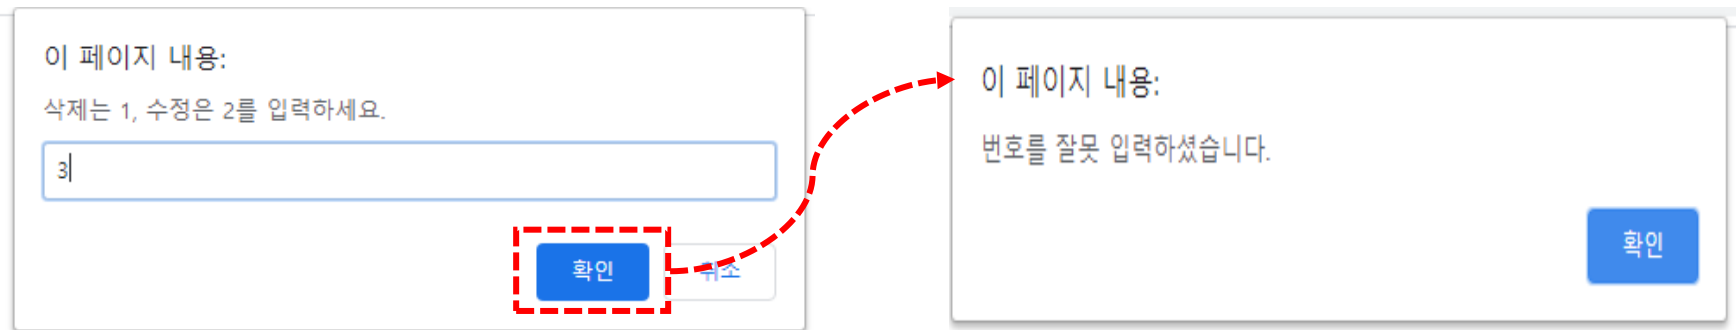 이 페이지 내용:
삭제는 1, 수정은 2를 입력하세요.
3
확인
취소
이 페이지 내용:
번호를 잘못 입력하셨습니다.
확인